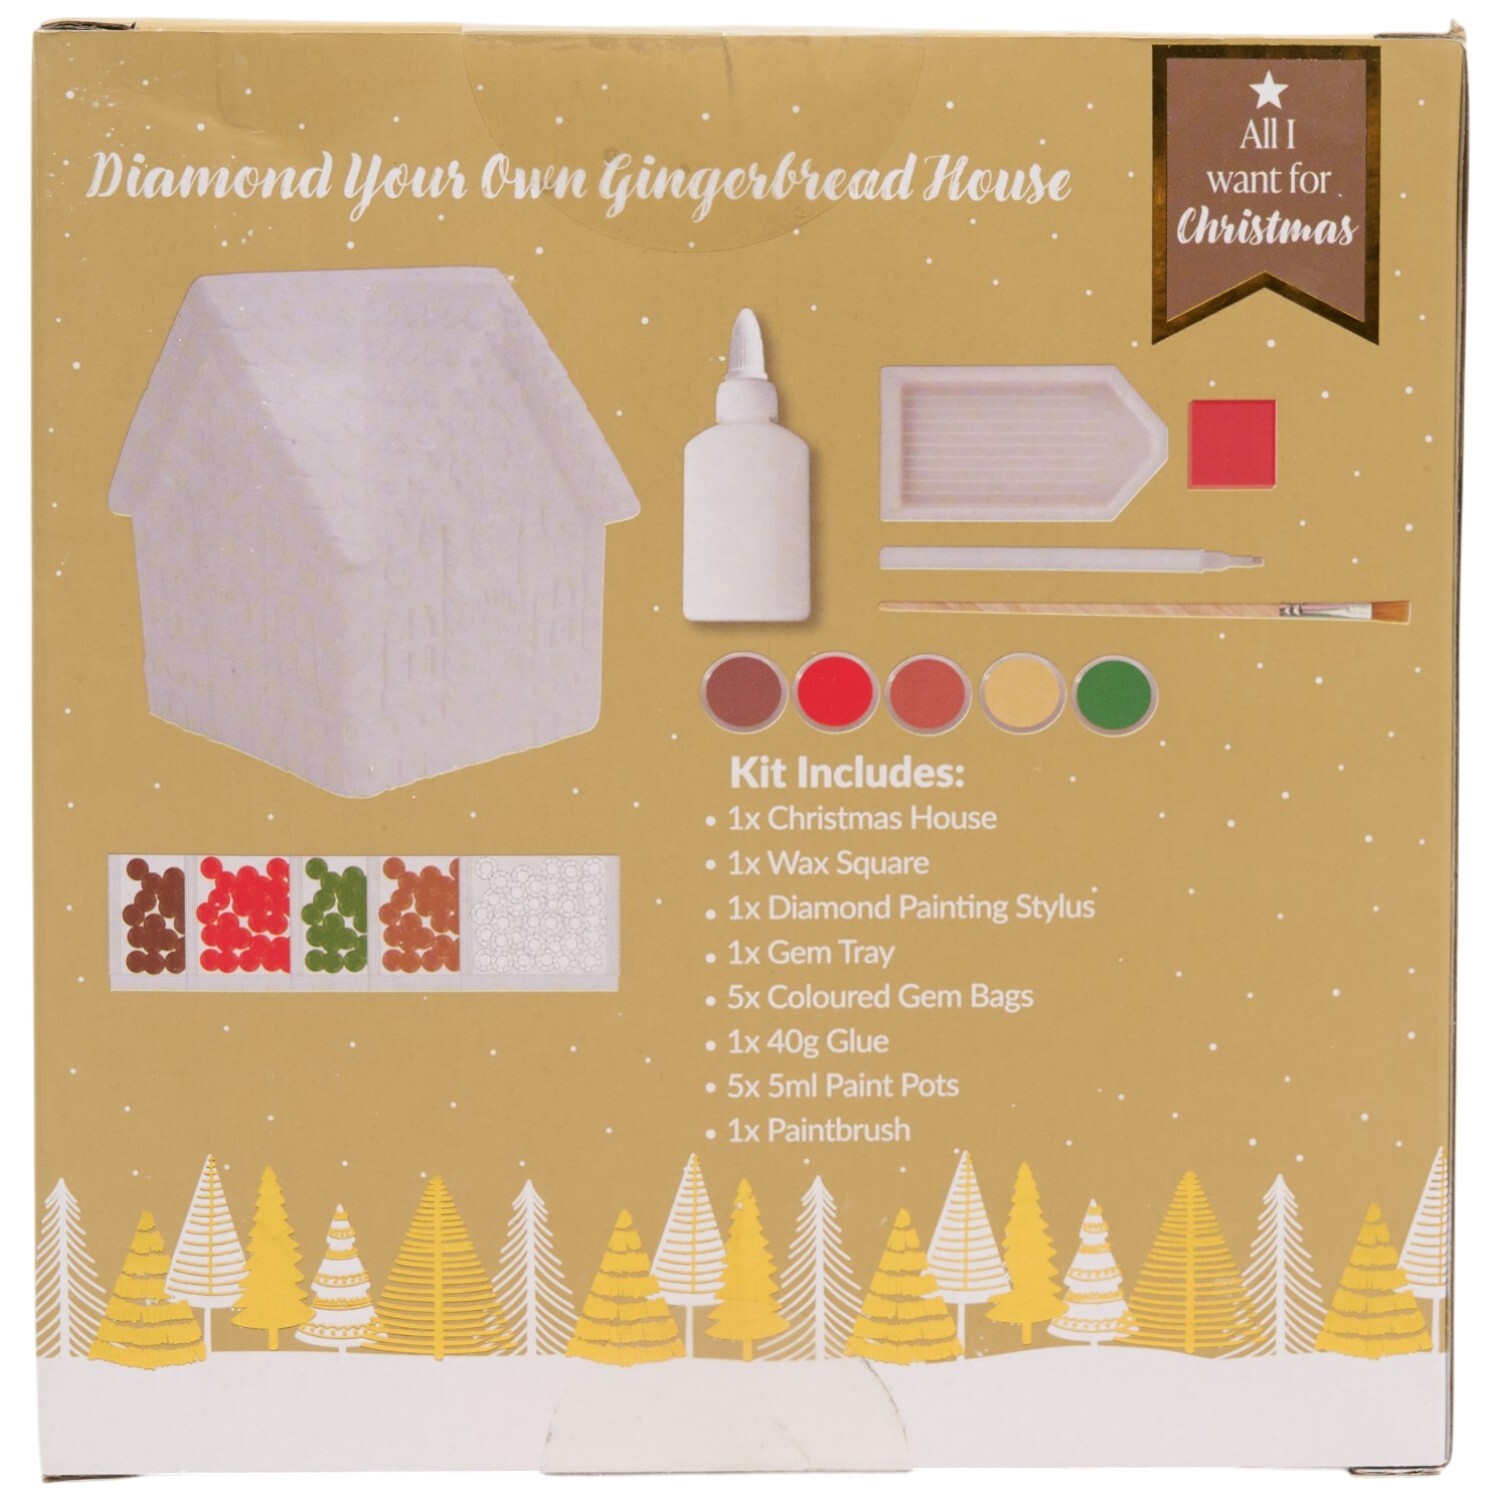 All I
want for
Christmas
Diamond Your Own Gingerbread House
Kit Includes:
• 1x Christmas House
• 1x Wax Square
• 1x Diamond Painting Stylus
• 1x Gem Tray
• 5x Coloured Gem Bags
• 1x 40g Glue
• 5x 5ml Paint Pots
• 1x Paintbrush